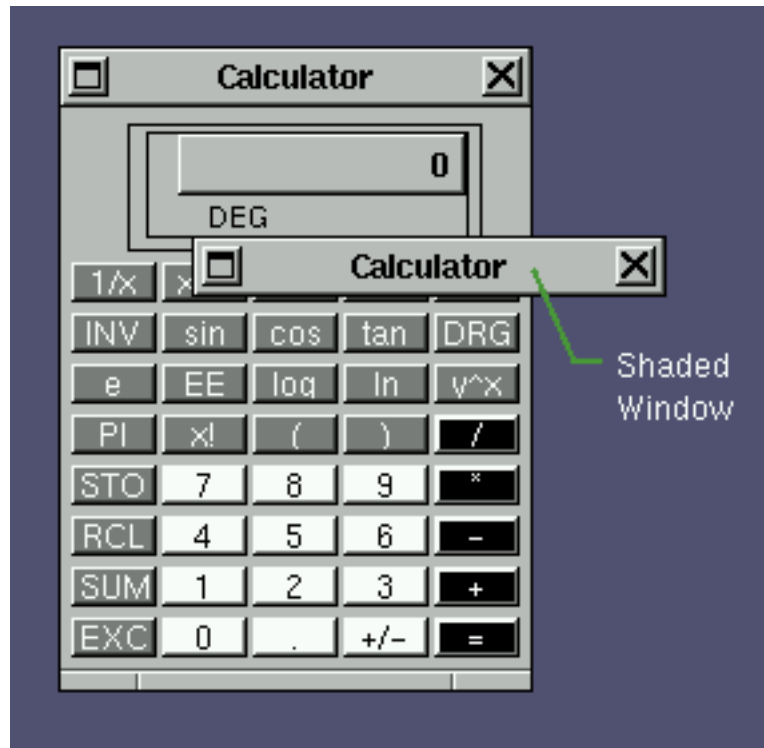 Calculator
0
DEG
Calculator
1/x x
INV sin cos tan DRG
Shaded
Window
e EE log ln y^x
PI x! ( ) /
STO 7 8 9 *
RCL 4 5 6 −
SUM 1 2 3 +
EXC 0 . +/− =